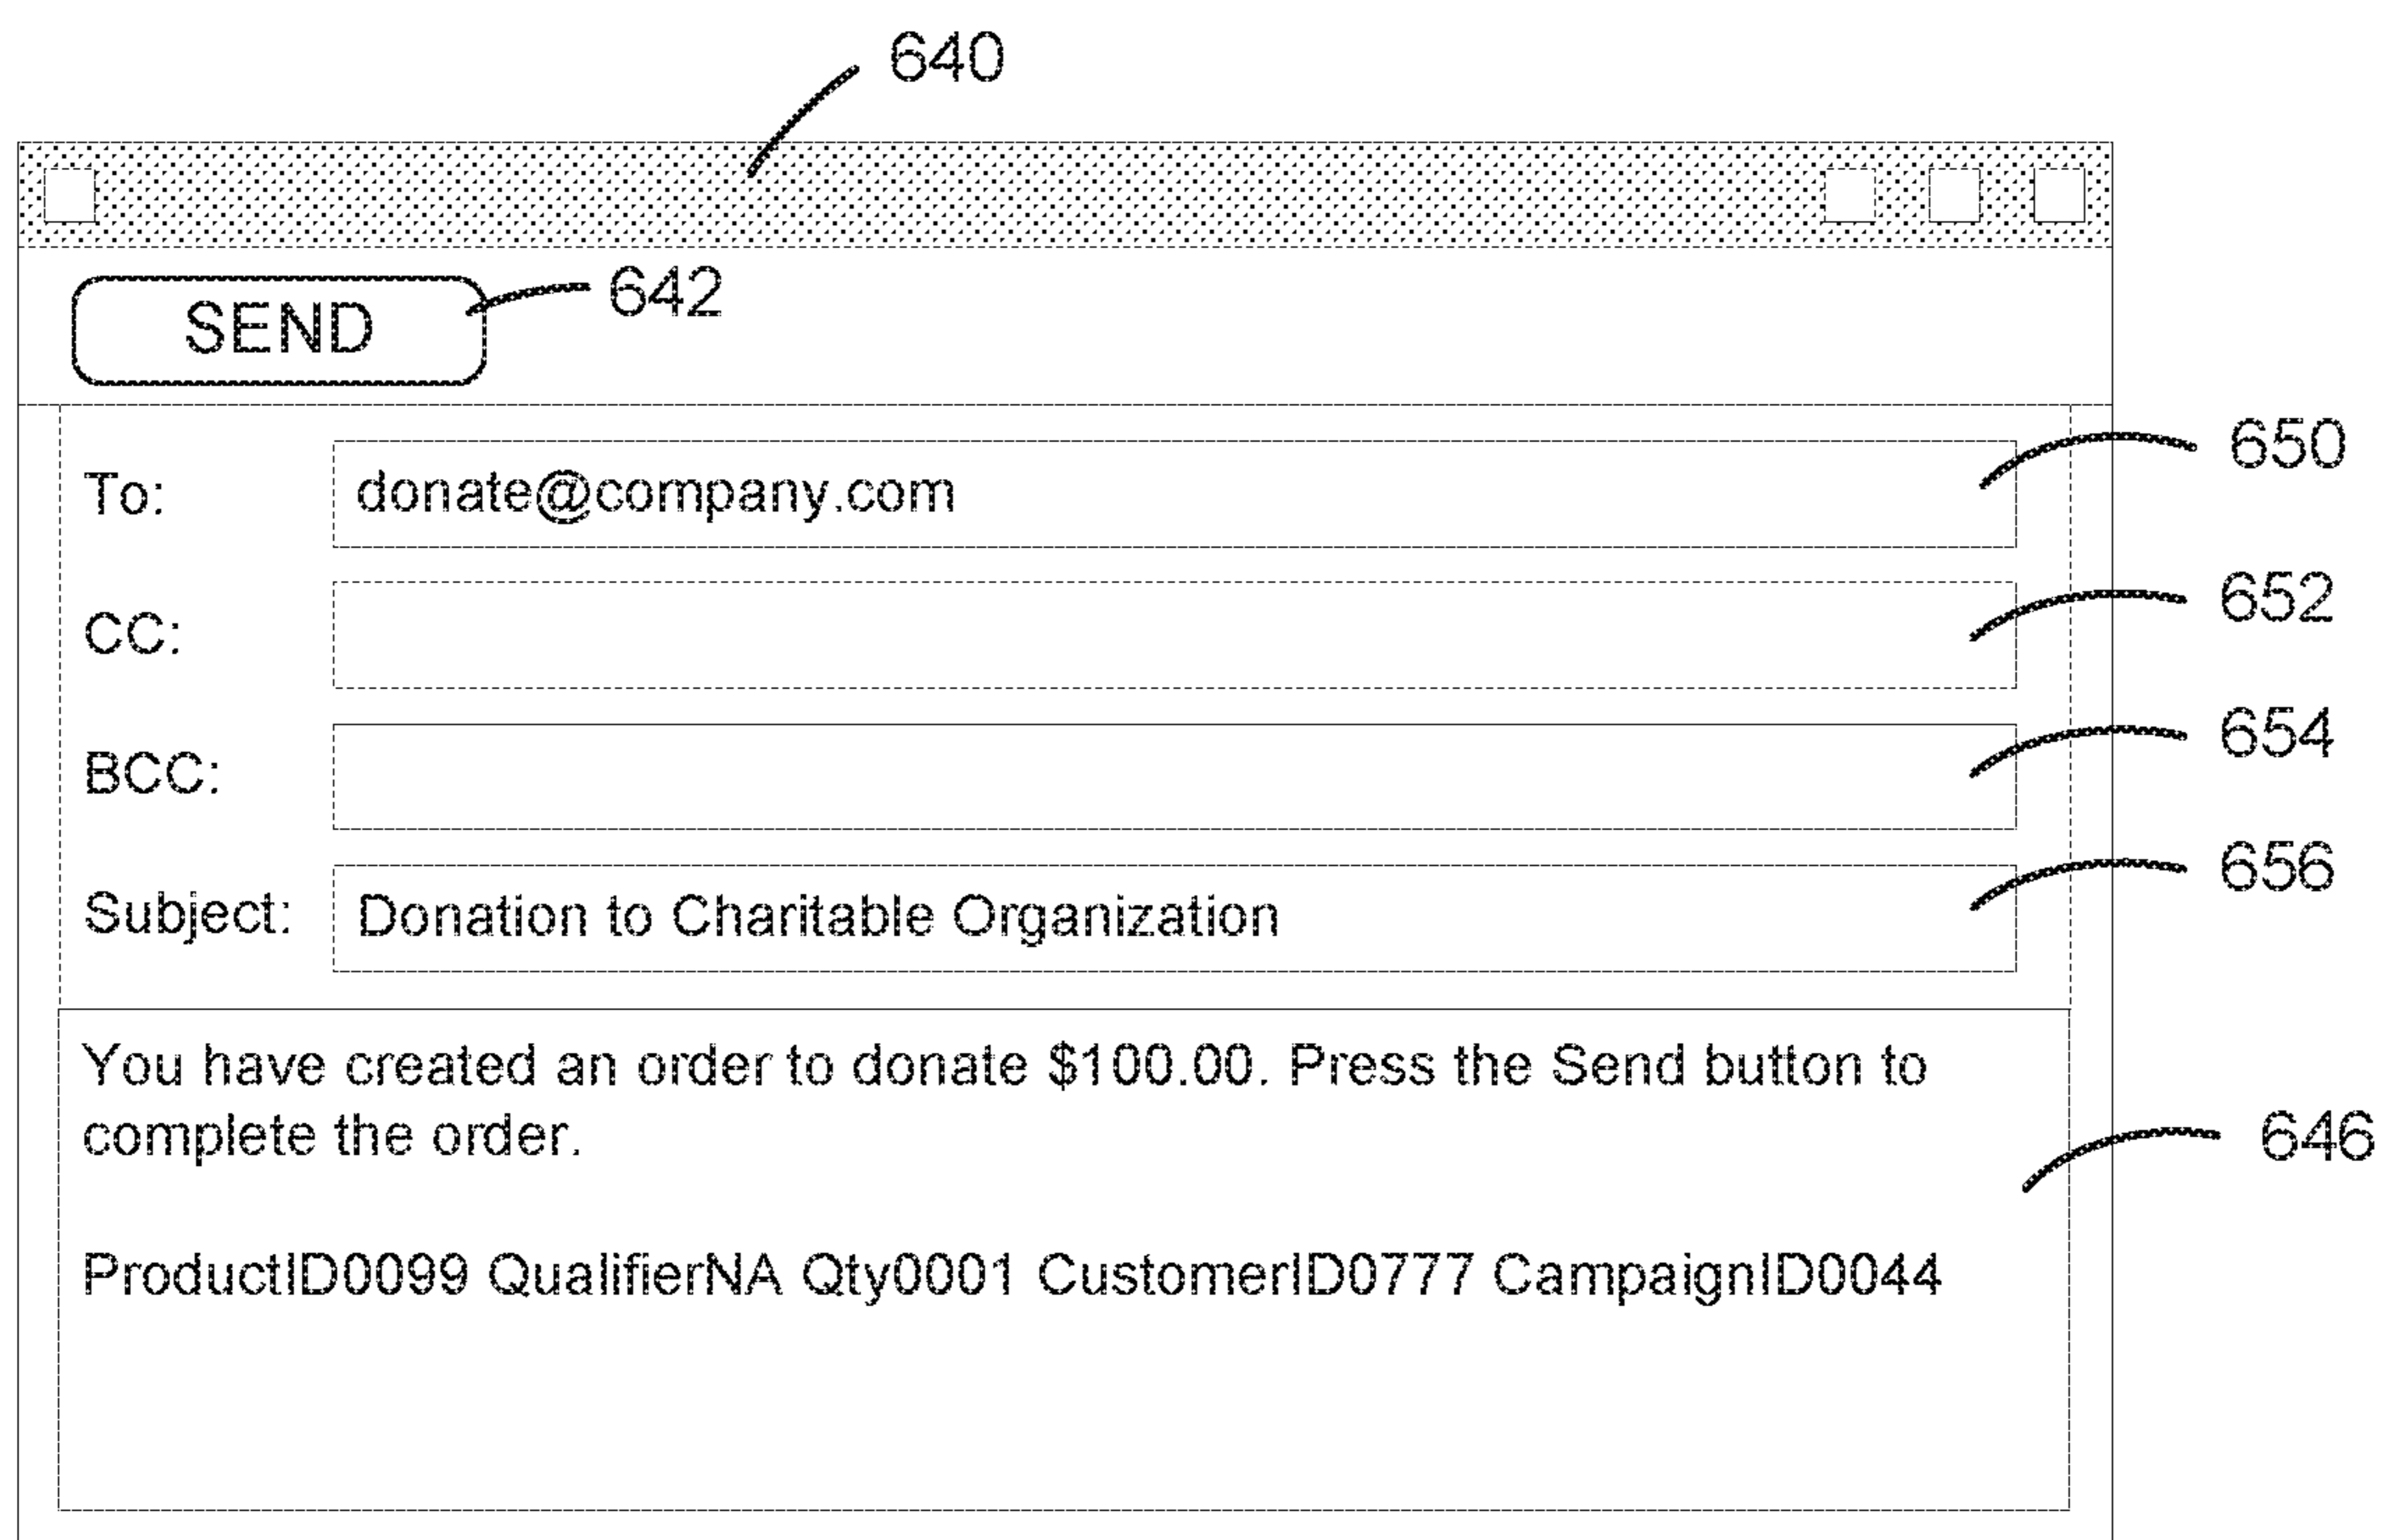 640
SEND
642
To:
donate@company.com
650
CC:
652
BCC:
654
Subject:
Donation to Charitable Organization
656
You have created an order to donate $100.00. Press the Send button to
complete the order.
646
ProductID0099 QualifierNA Qty0001 CustomerID0777 CampaignID0044